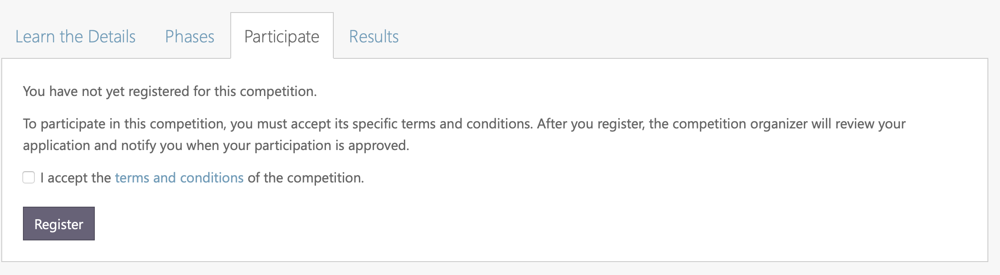 Learn the Details Phases Participate Results
You have not yet registered for this competition.
To participate in this competition, you must accept its specific terms and conditions. After you register, the competition organizer will review your
application and notify you when your participation is approved.
I accept the terms and conditions of the competition.
Register